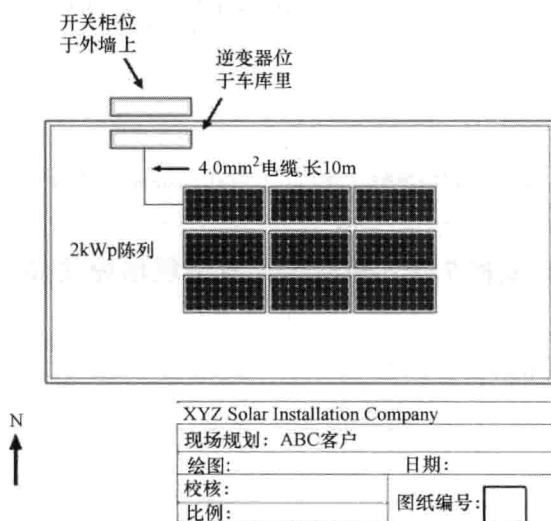 开关柜位
于外墙上
逆变器位
于车库里
4.0mm²电缆,长10m
2kWp陈列
N
XYZ Solar Installation Company
现场规划：ABC客户
绘图:
日期:
校核:
比例:
图纸编号: